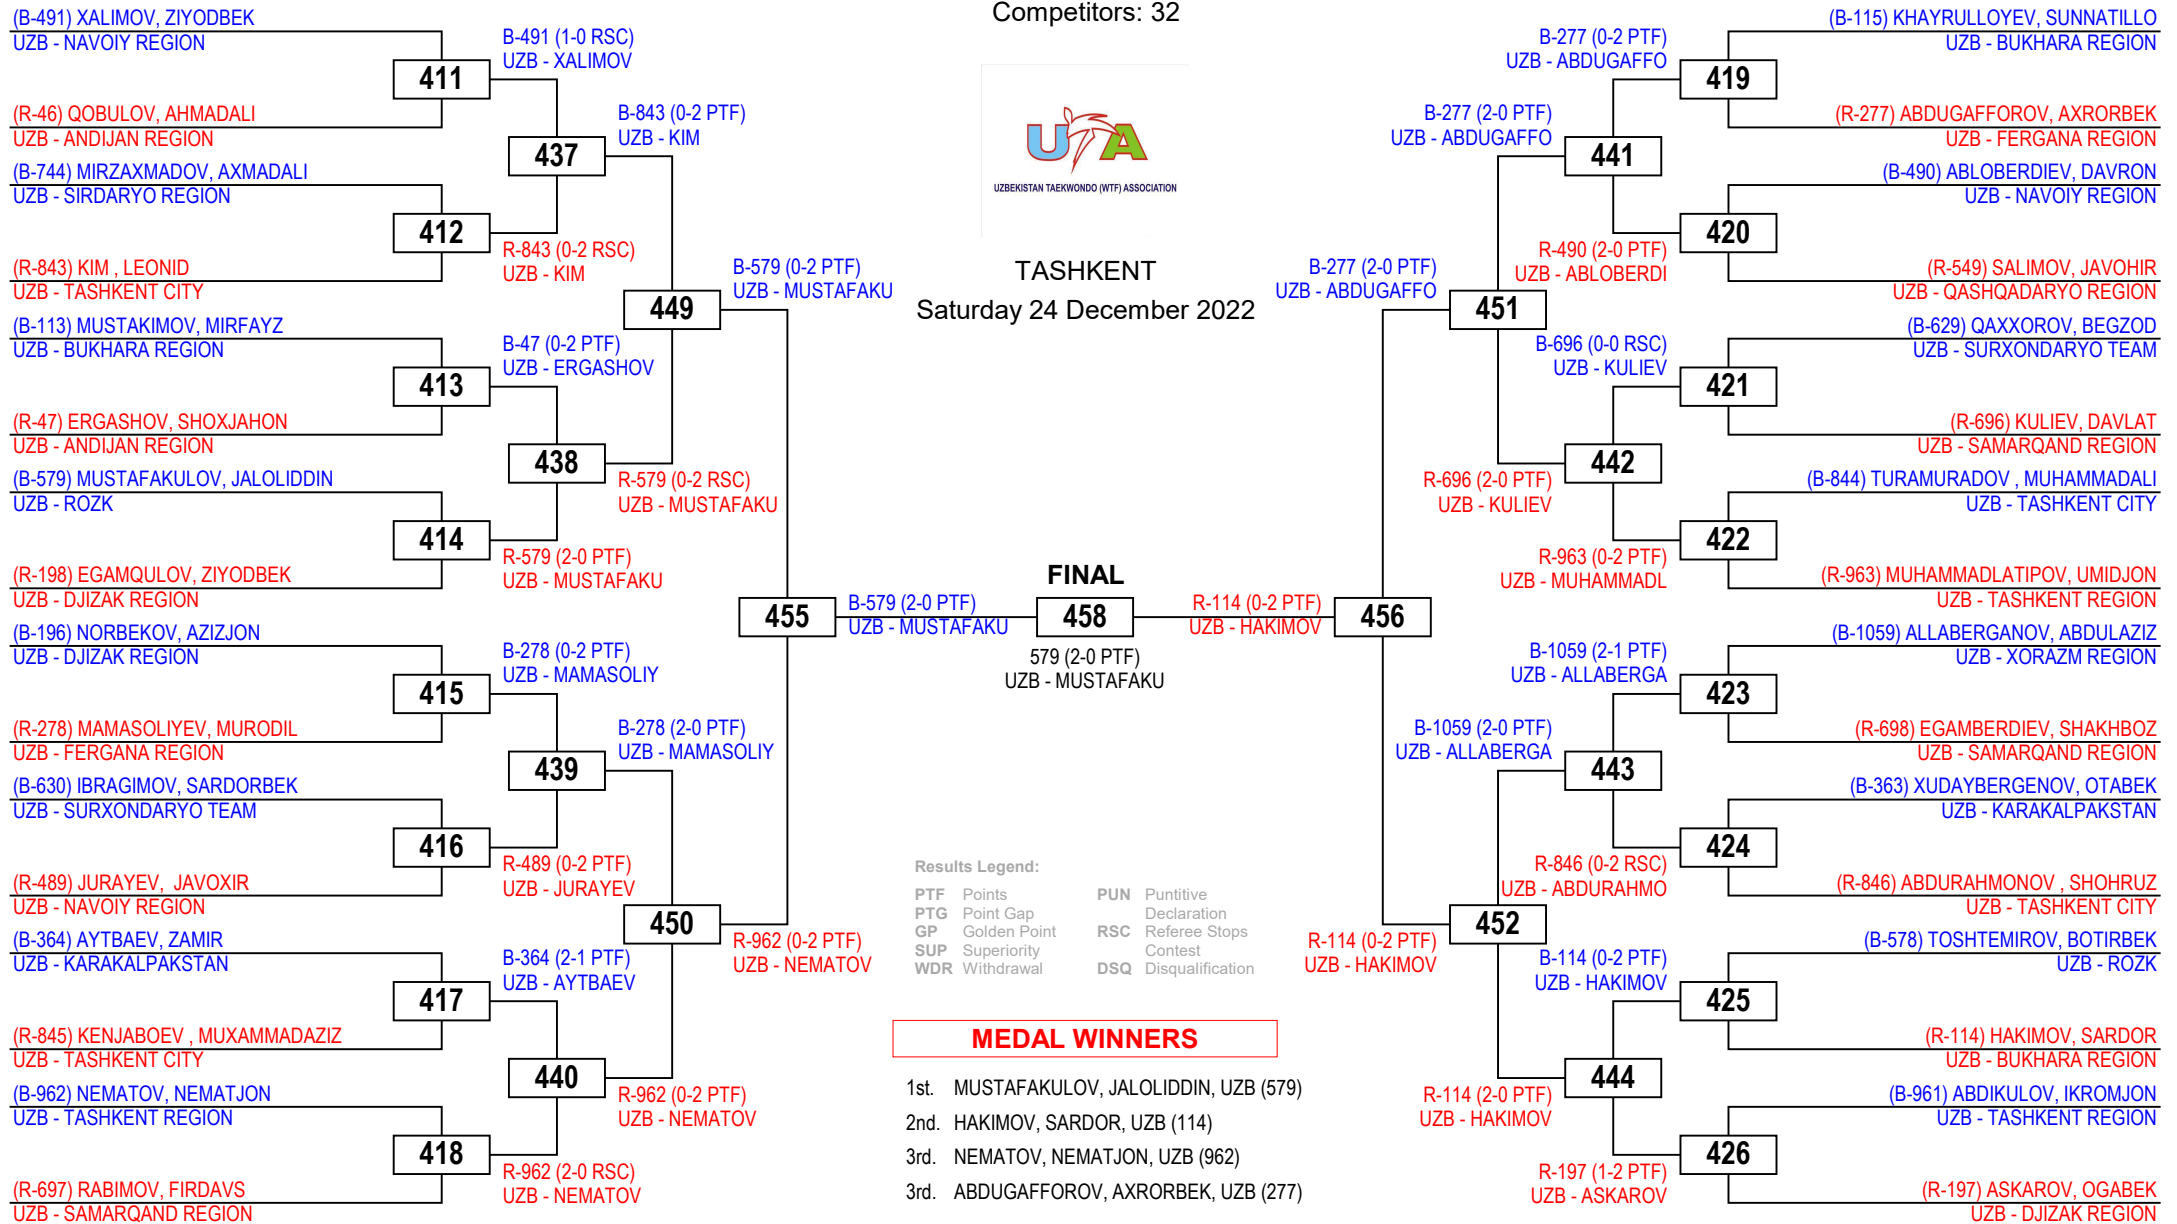 Competitors: 32
UTA
UZBEKISTAN TAEKWONDO (WTF) ASSOCIATION
TASHKENT
Saturday 24 December 2022
(B-491) XALIMOV, ZIYODBEK
UZB - NAVOIY REGION
411
(R-46) QOBULOV, AHMADALI
UZB - ANDIJAN REGION
(B-744) MIRZAXMADOV, AXMADALI
UZB - SIRDARYO REGION
412
(R-843) KIM , LEONID
UZB - TASHKENT CITY
(B-113) MUSTAKIMOV, MIRFAYZ
UZB - BUKHARA REGION
413
(R-47) ERGASHOV, SHOXJAHON
UZB - ANDIJAN REGION
(B-579) MUSTAFAKULOV, JALOLIDDIN
UZB - ROZK
414
(R-198) EGAMQULOV, ZIYODBEK
UZB - DJIZAK REGION
(B-196) NORBEKOV, AZIZJON
UZB - DJIZAK REGION
415
(R-278) MAMASOLIYEV, MURODIL
UZB - FERGANA REGION
(B-630) IBRAGIMOV, SARDORBEK
UZB - SURXONDARYO TEAM
416
(R-489) JURAYEV, JAVOXIR
UZB - NAVOIY REGION
(B-364) AYTBAEV, ZAMIR
UZB - KARAKALPAKSTAN
417
(R-845) KENJABOEV , MUXAMMADAZIZ
UZB - TASHKENT CITY
(B-962) NEMATOV, NEMATJON
UZB - TASHKENT REGION
418
(R-697) RABIMOV, FIRDAVS
UZB - SAMARQAND REGION
B-491 (1-0 RSC)
UZB - XALIMOV
437
R-843 (0-2 RSC)
UZB - KIM
B-47 (0-2 PTF)
UZB - ERGASHOV
438
R-579 (2-0 PTF)
UZB - MUSTAFAKU
B-278 (0-2 PTF)
UZB - MAMASOLIY
439
R-489 (0-2 PTF)
UZB - JURAYEV
B-364 (2-1 PTF)
UZB - AYTBAEV
440
R-962 (2-0 RSC)
UZB - NEMATOV
B-843 (0-2 PTF)
UZB - KIM
449
R-579 (0-2 RSC)
UZB - MUSTAFAKU
B-278 (2-0 PTF)
UZB - MAMASOLIY
450
R-962 (0-2 PTF)
UZB - NEMATOV
B-579 (0-2 PTF)
UZB - MUSTAFAKU
455
R-962 (0-2 PTF)
UZB - NEMATOV
B-579 (2-0 PTF)
UZB - MUSTAFAKU
FINAL
458
579 (2-0 PTF)
UZB - MUSTAFAKU
R-114 (0-2 PTF)
UZB - HAKIMOV
456
B-277 (2-0 PTF)
UZB - ABDUGAFFO
R-114 (0-2 PTF)
UZB - HAKIMOV
B-277 (2-0 PTF)
UZB - ABDUGAFFO
451
R-696 (2-0 PTF)
UZB - KULIEV
B-1059 (2-0 PTF)
UZB - ALLABERGA
452
R-114 (2-0 PTF)
UZB - HAKIMOV
B-277 (0-2 PTF)
UZB - ABDUGAFFO
441
R-490 (2-0 PTF)
UZB - ABLOBERDI
B-696 (0-0 RSC)
UZB - KULIEV
442
R-963 (0-2 PTF)
UZB - MUHAMMADL
B-1059 (2-1 PTF)
UZB - ALLABERGA
443
R-846 (0-2 RSC)
UZB - ABDURAHMO
B-114 (0-2 PTF)
UZB - HAKIMOV
444
R-197 (1-2 PTF)
UZB - ASKAROV
(B-115) KHAYRULLOYEV, SUNNATILLO
UZB - BUKHARA REGION
419
(R-277) ABDUGAFFOROV, AXRORBEK
UZB - FERGANA REGION
(B-490) ABLOBERDIEV, DAVRON
UZB - NAVOIY REGION
420
(R-549) SALIMOV, JAVOHIR
UZB - QASHQADARYO REGION
(B-629) QAXXOROV, BEGZOD
UZB - SURXONDARYO TEAM
421
(R-696) KULIEV, DAVLAT
UZB - SAMARQAND REGION
(B-844) TURAMURADOV , MUHAMMADALI
UZB - TASHKENT CITY
422
(R-963) MUHAMMADLATIPOV, UMIDJON
UZB - TASHKENT REGION
(B-1059) ALLABERGANOV, ABDULAZIZ
UZB - XORAZM REGION
423
(R-698) EGAMBERDIEV, SHAKHBOZ
UZB - SAMARQAND REGION
(B-363) XUDAYBERGENOV, OTABEK
UZB - KARAKALPAKSTAN
424
(R-846) ABDURAHMONOV , SHOHRUZ
UZB - TASHKENT CITY
(B-578) TOSHTEMIROV, BOTIRBEK
UZB - ROZK
425
(R-114) HAKIMOV, SARDOR
UZB - BUKHARA REGION
(B-961) ABDIKULOV, IKROMJON
UZB - TASHKENT REGION
426
(R-197) ASKAROV, OGABEK
UZB - DJIZAK REGION
Results Legend:
PTF Points PUN Puntitive
PTG Point Gap Declaration
GP Golden Point RSC Referee Stops
SUP Superiority Contest
WDR Withdrawal DSQ Disqualification
MEDAL WINNERS
1st. MUSTAFAKULOV, JALOLIDDIN, UZB (579)
2nd. HAKIMOV, SARDOR, UZB (114)
3rd. NEMATOV, NEMATJON, UZB (962)
3rd. ABDUGAFFOROV, AXRORBEK, UZB (277)